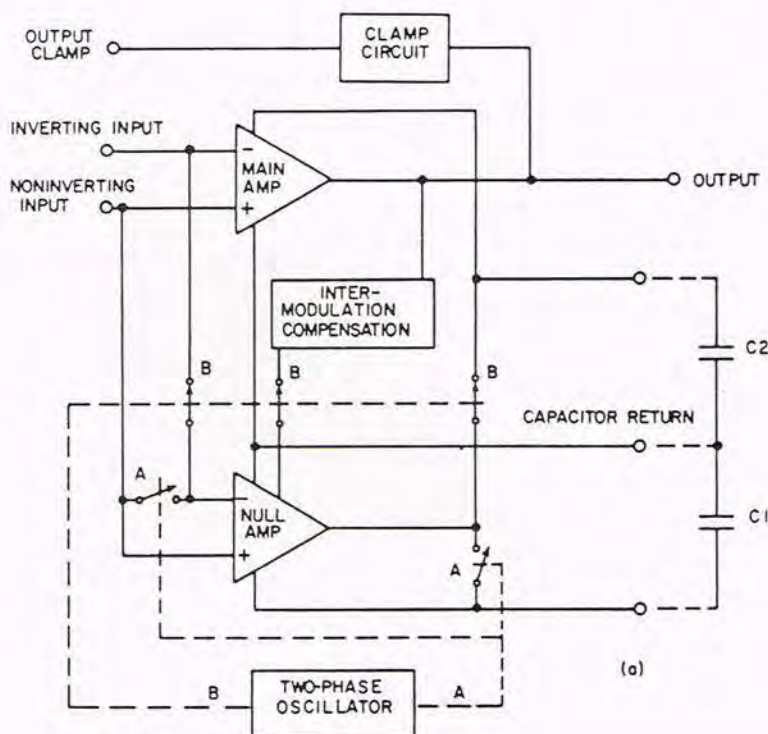 OUTPUT
CLAMP
CLAMP
CIRCUIT
INVERTING INPUT
NONINVERTING
INPUT
−
MAIN
AMP
+
OUTPUT
INTER-
MODULATION
COMPENSATION
B
B
B
C2
CAPACITOR RETURN
A
−
NULL
AMP
+
A
C1
(a)
B
TWO-PHASE
OSCILLATOR
A